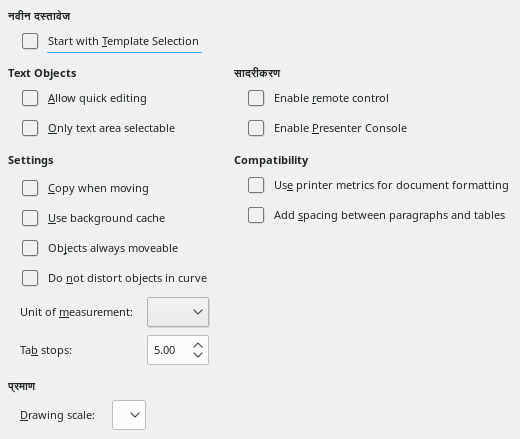 नवीन दस्तावेज
Start with Template Selection
Text Objects
Allow quick editing
Only text area selectable
सादरीकरण
Enable remote control
Enable Presenter Console
Settings
Copy when moving
Use background cache
Objects always moveable
Do not distort objects in curve
Unit of measurement:
Tab stops: 5.00
Compatibility
Use printer metrics for document formatting
Add spacing between paragraphs and tables
प्रमाण
Drawing scale: